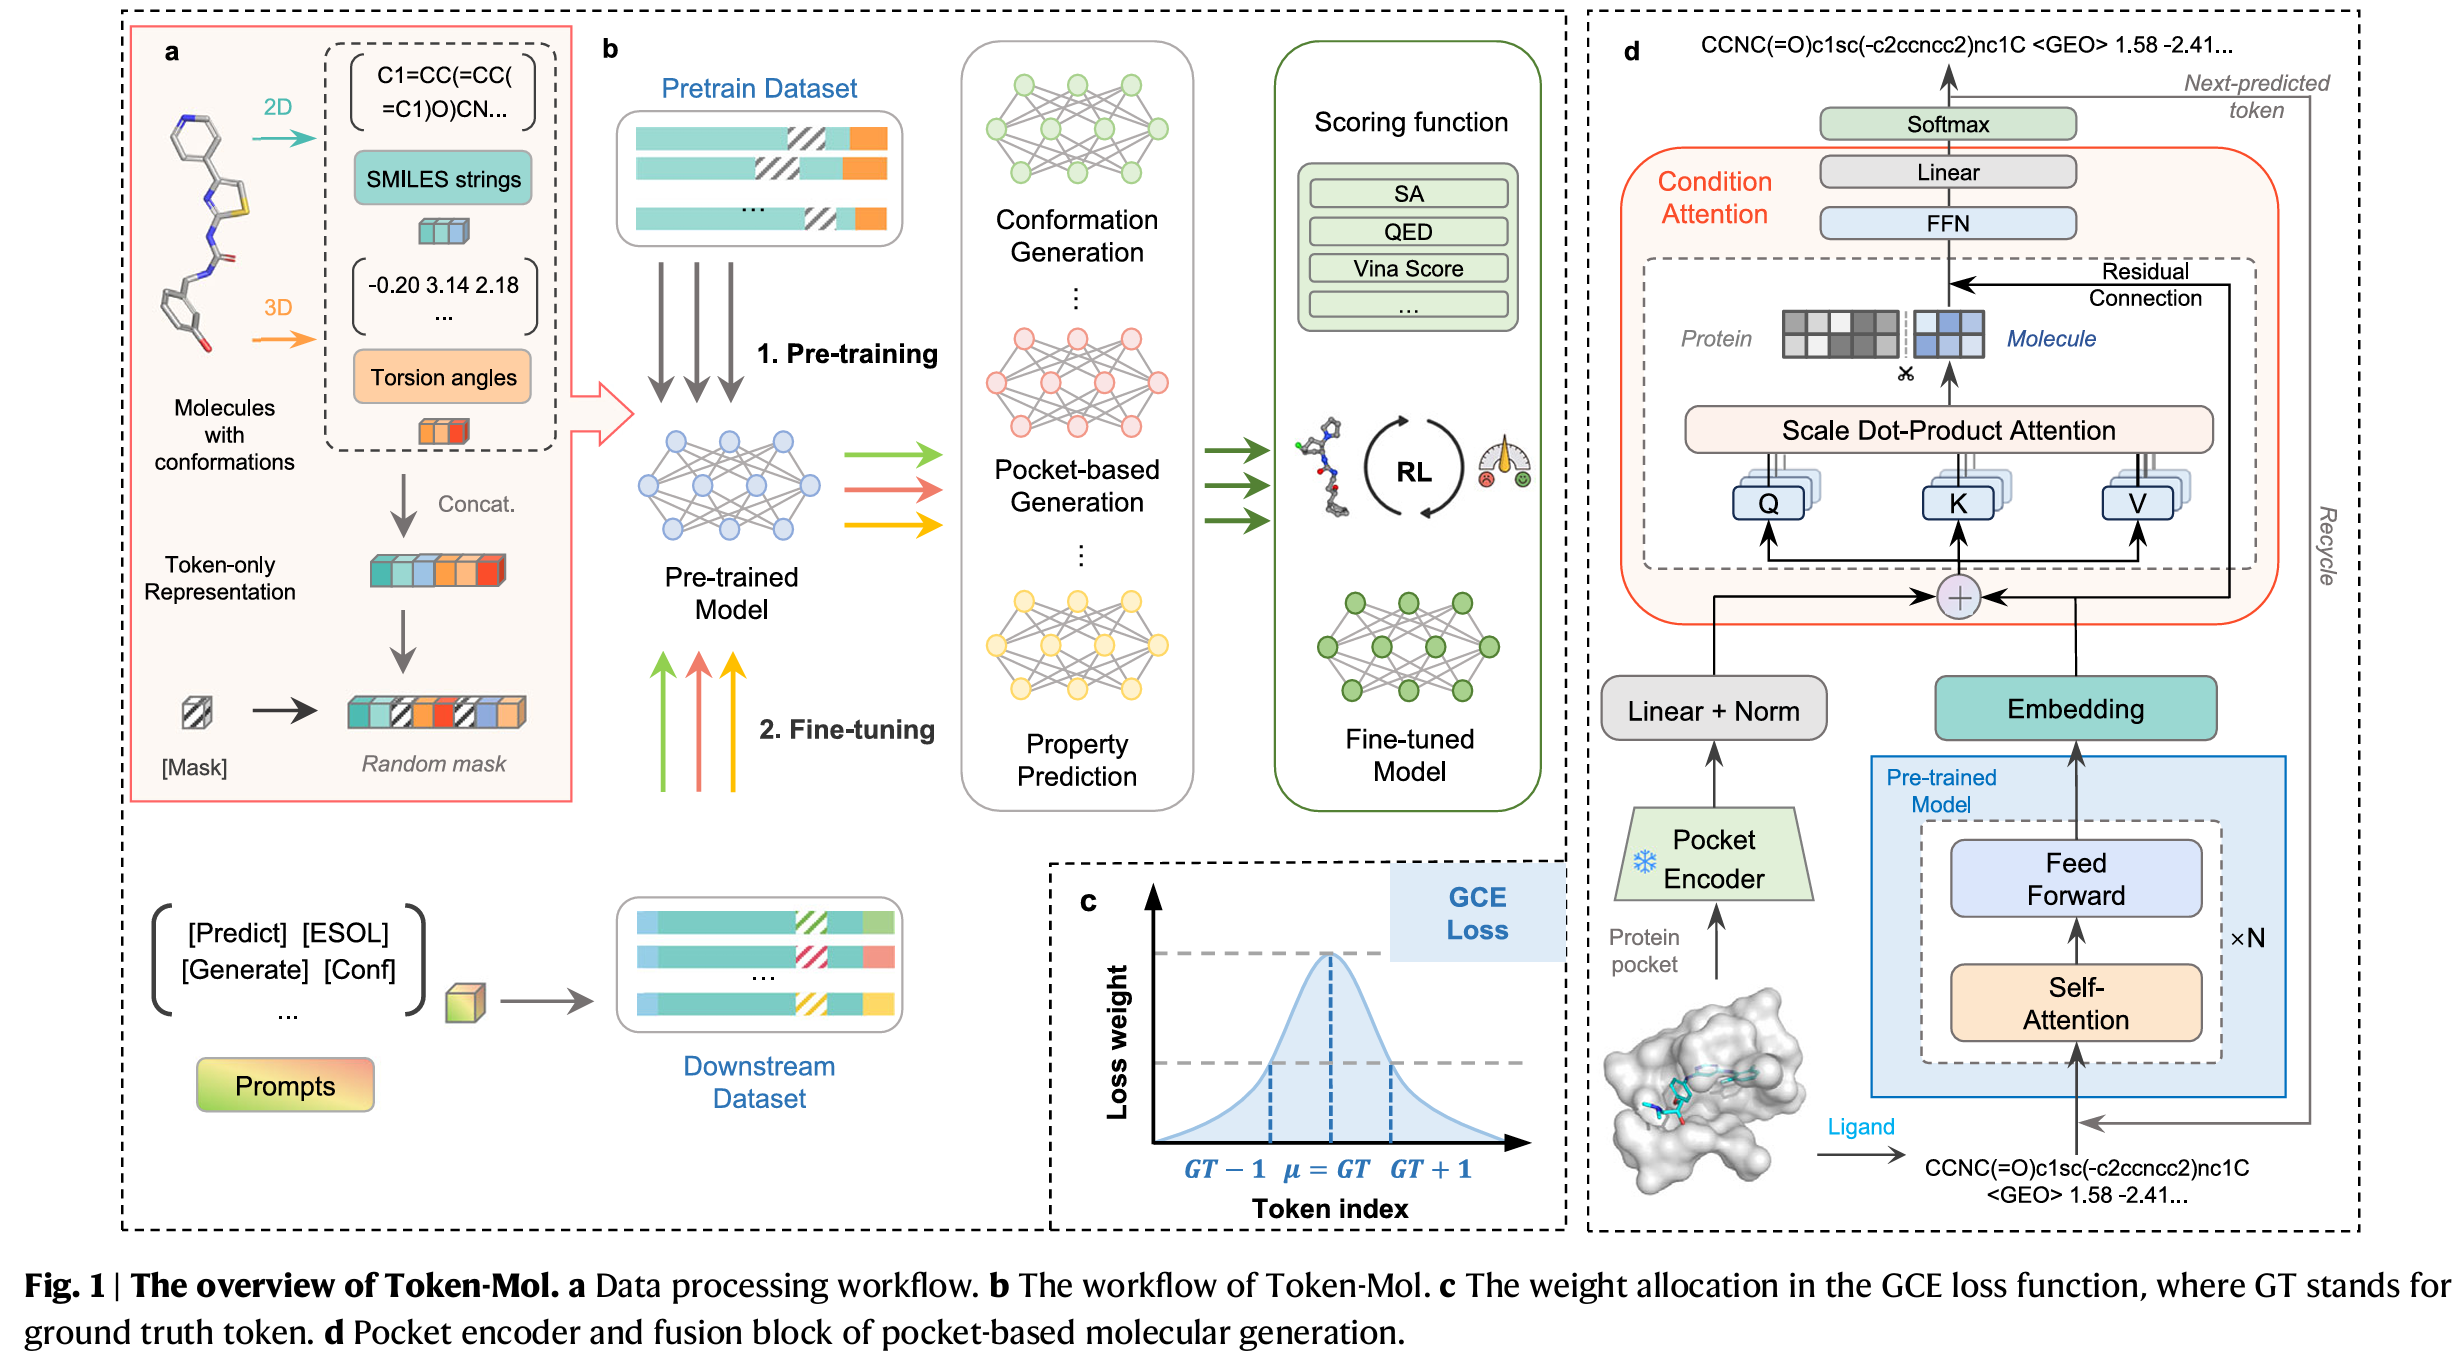 a
2D
C1=CC(=CC(
=C1)O)CN...
SMILES strings
3D
-0.20 3.14 2.18
...
Torsion angles
Molecules
with
conformations
Concat.
Token-only
Representation
[Mask]
Random mask
b
Pretrain Dataset
...
1. Pre-training
Pre-trained
Model
2. Fine-tuning
[Predict] [ESOL]
[Generate] [Conf]
...
Prompts
...
Downstream
Dataset
Conformation
Generation
...
Pocket-based
Generation
...
Property
Prediction
Scoring function
SA
QED
Vina Score
...
RL
Fine-tuned
Model
c
GCE
Loss
Loss weight
GT − 1 μ = GT GT + 1
Token index
d
CCNC(=O)c1sc(-c2ccncc2)nc1C <GEO> 1.58 -2.41...
Next-predicted
token
Softmax
Condition
Attention
Linear
FFN
Residual
Connection
Protein
Molecule
Scale Dot-Product Attention
Q
K
V
+
Recycle
Linear + Norm
Embedding
Pre-trained
Model
Pocket
Encoder
Feed
Forward
×N
Protein
pocket
Self-
Attention
Ligand
CCNC(=O)c1sc(-c2ccncc2)nc1C
<GEO> 1.58 -2.41...
Fig. 1 | The overview of Token-Mol. a Data processing workflow. b The workflow of Token-Mol. c The weight allocation in the GCE loss function, where GT stands for
ground truth token. d Pocket encoder and fusion block of pocket-based molecular generation.